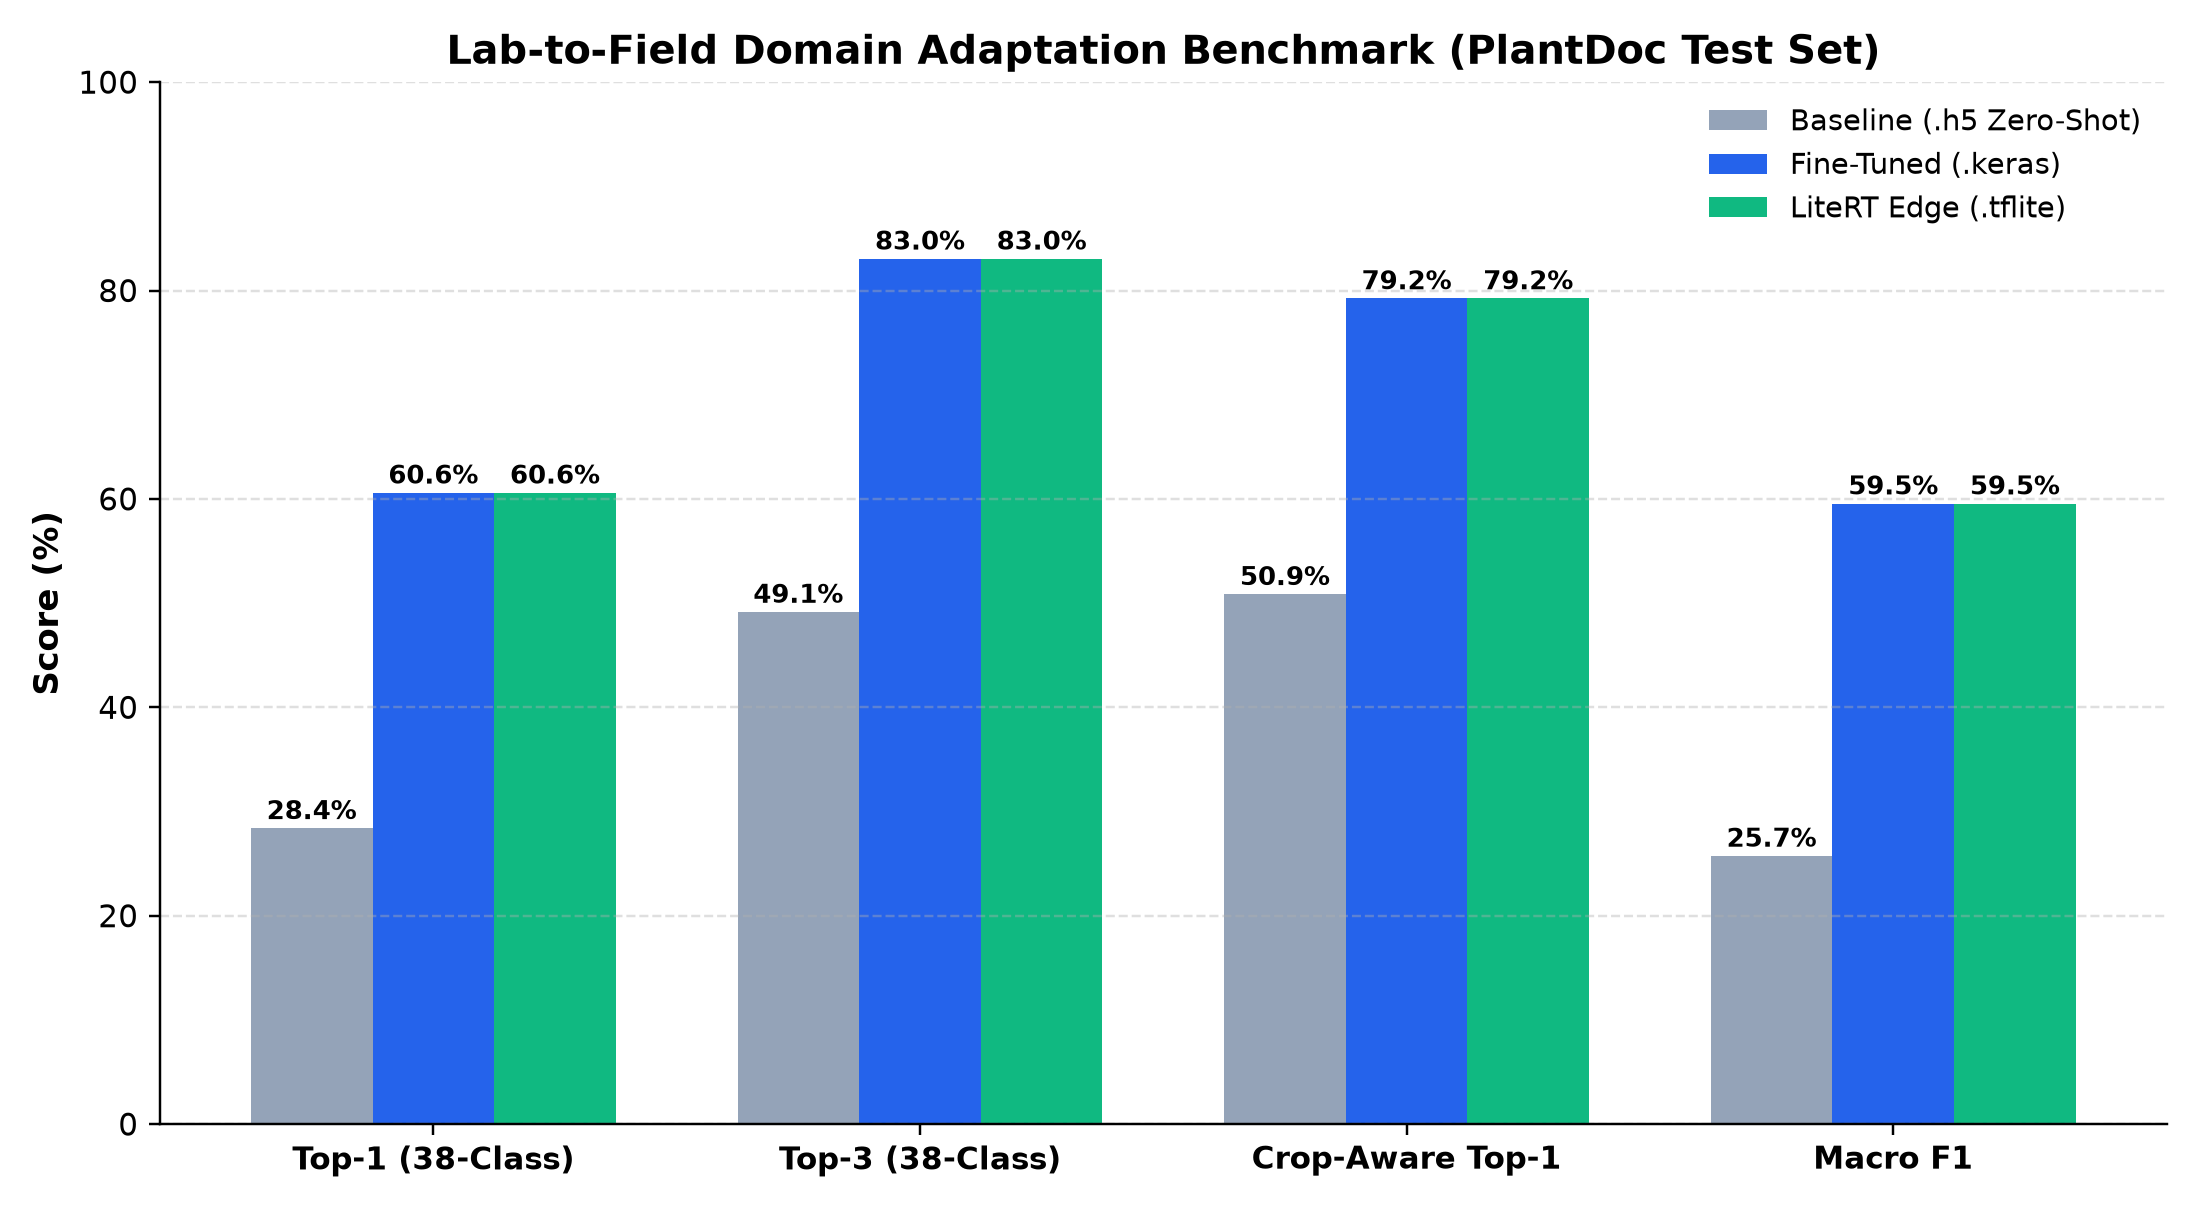 Lab-to-Field Domain Adaptation Benchmark (PlantDoc Test Set)
Baseline (.h5 Zero-Shot)
Fine-Tuned (.keras)
LiteRT Edge (.tflite)
Score (%)
100
80
60
40
20
0
28.4%
60.6%
60.6%
49.1%
83.0%
83.0%
50.9%
79.2%
79.2%
25.7%
59.5%
59.5%
Top-1 (38-Class)
Top-3 (38-Class)
Crop-Aware Top-1
Macro F1